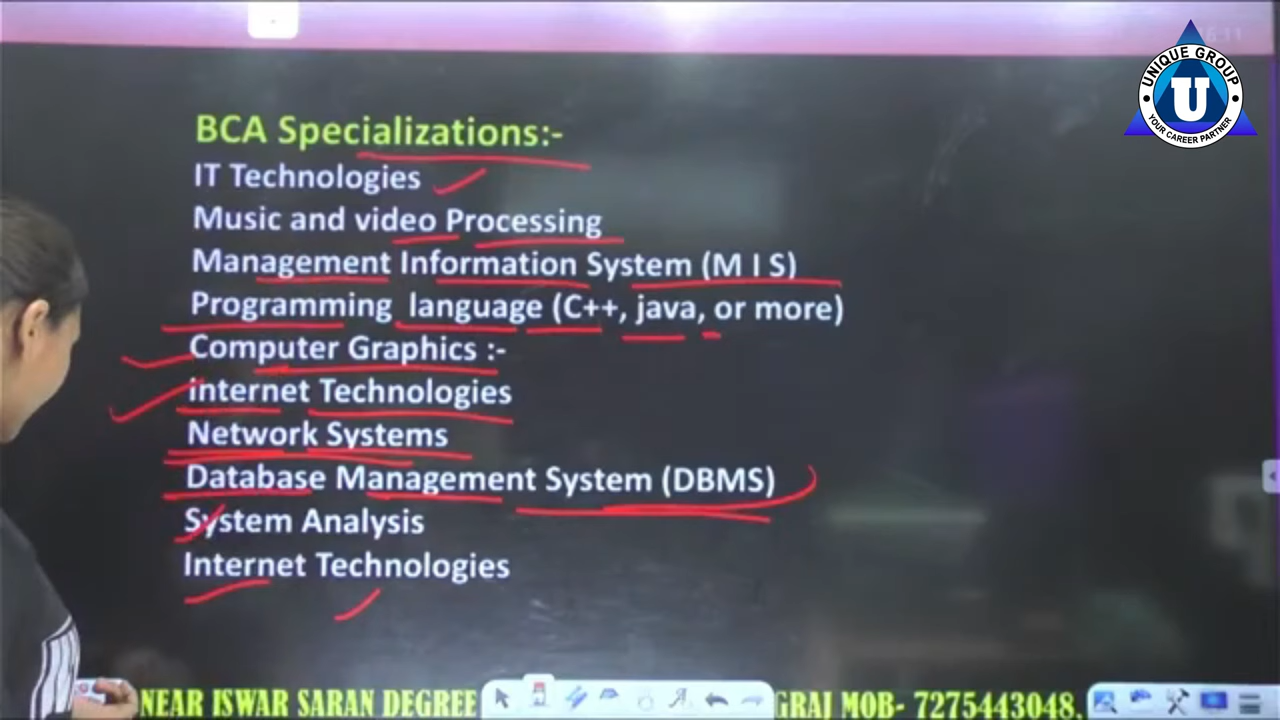 UNIQUE GROUP
U
YOUR CAREER PARTNER
BCA Specializations:-
IT Technologies
Music and video Processing
Management Information System (M I S)
Programming language (C++, java, or more)
Computer Graphics :-
internet Technologies
Network Systems
Database Management System (DBMS)
System Analysis
Internet Technologies
NEAR ISWAR SARAN DEGREE GRAJ MOB- 7275443048,